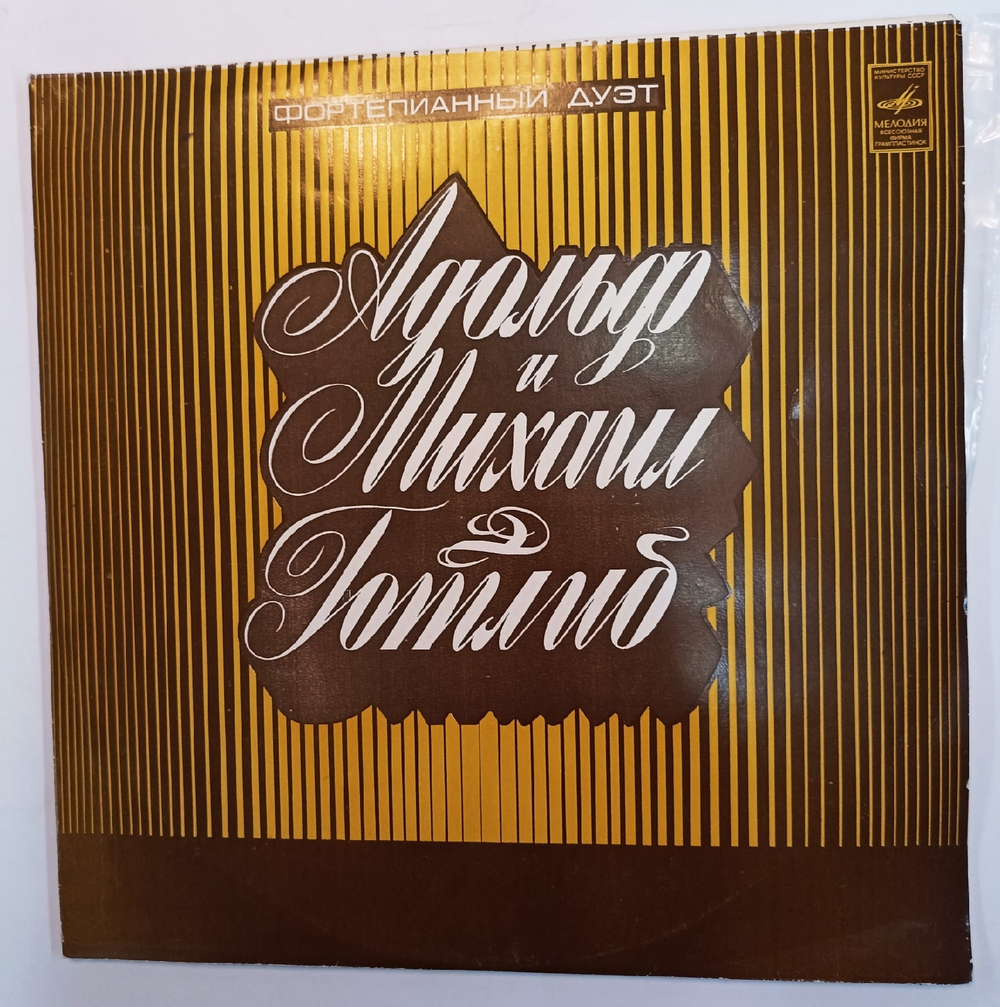 ФОРТЕПИАННЫЙ ДУЭТ
МИНИСТЕРСТВО
КУЛЬТУРЫ СССР
МЕЛОДИЯ
ВСЕСОЮЗНАЯ
ФИРМА
ГРАМПЛАСТИНОК
Адольф
и
Михаил
Готлиб